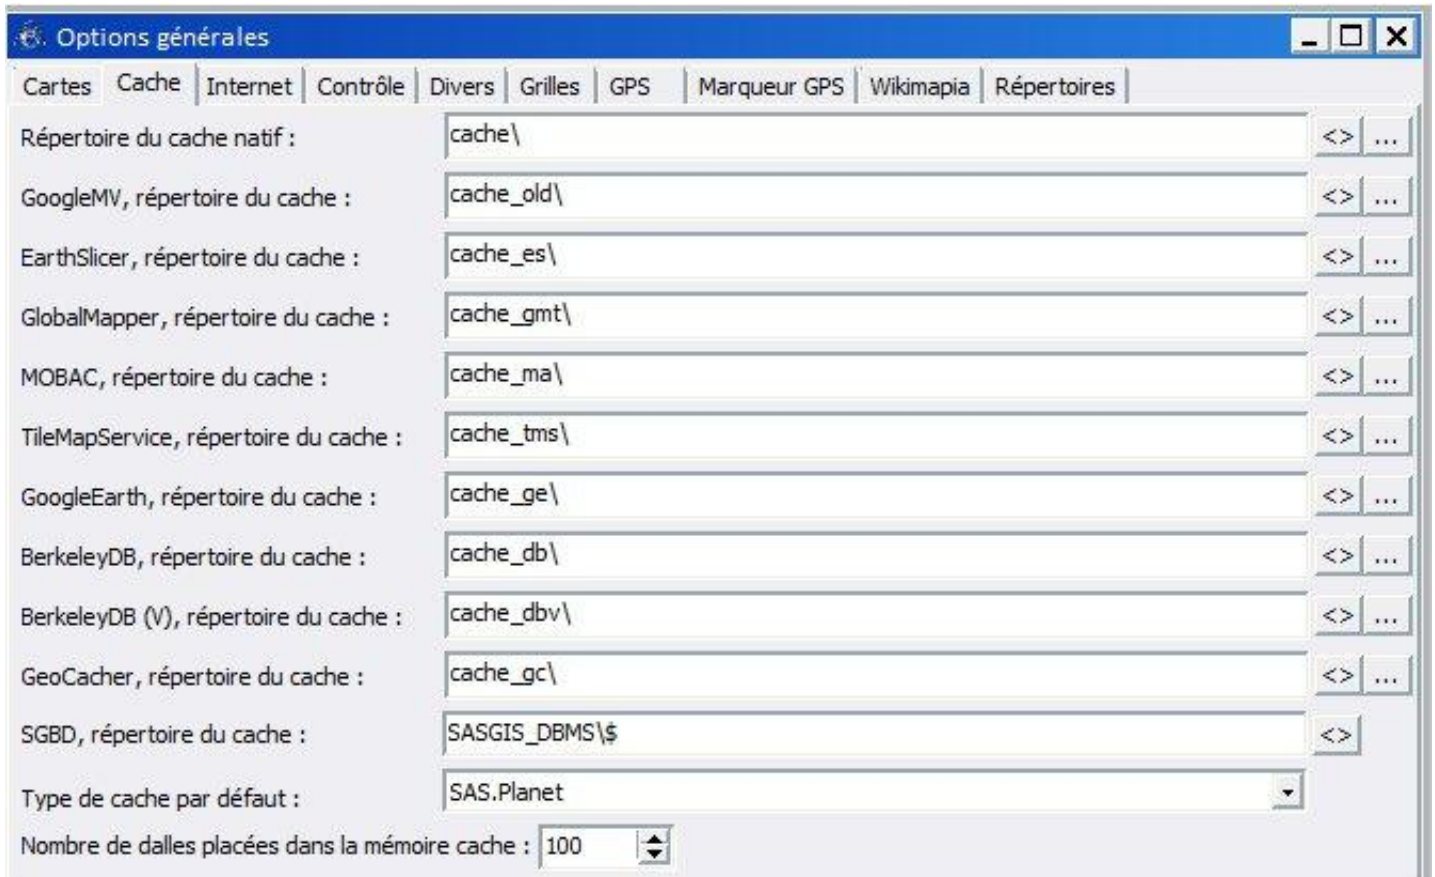 Options générales
Cartes Cache Internet Contrôle Divers Grilles GPS Marqueur GPS Wikimapia Répertoires
Répertoire du cache natif : cache\ <> ...
GoogleMV, répertoire du cache : cache_old\ <> ...
EarthSlicer, répertoire du cache : cache_es\ <> ...
GlobalMapper, répertoire du cache : cache_gmt\ <> ...
MOBAC, répertoire du cache : cache_ma\ <> ...
TileMapService, répertoire du cache : cache_tms\ <> ...
GoogleEarth, répertoire du cache : cache_ge\ <> ...
BerkeleyDB, répertoire du cache : cache_db\ <> ...
BerkeleyDB (V), répertoire du cache : cache_dbv\ <> ...
GeoCacher, répertoire du cache : cache_gc\ <> ...
SGBD, répertoire du cache : SASGIS_DBMS\$ <>
Type de cache par défaut : SAS.Planet
Nombre de dalles placées dans la mémoire cache : 100